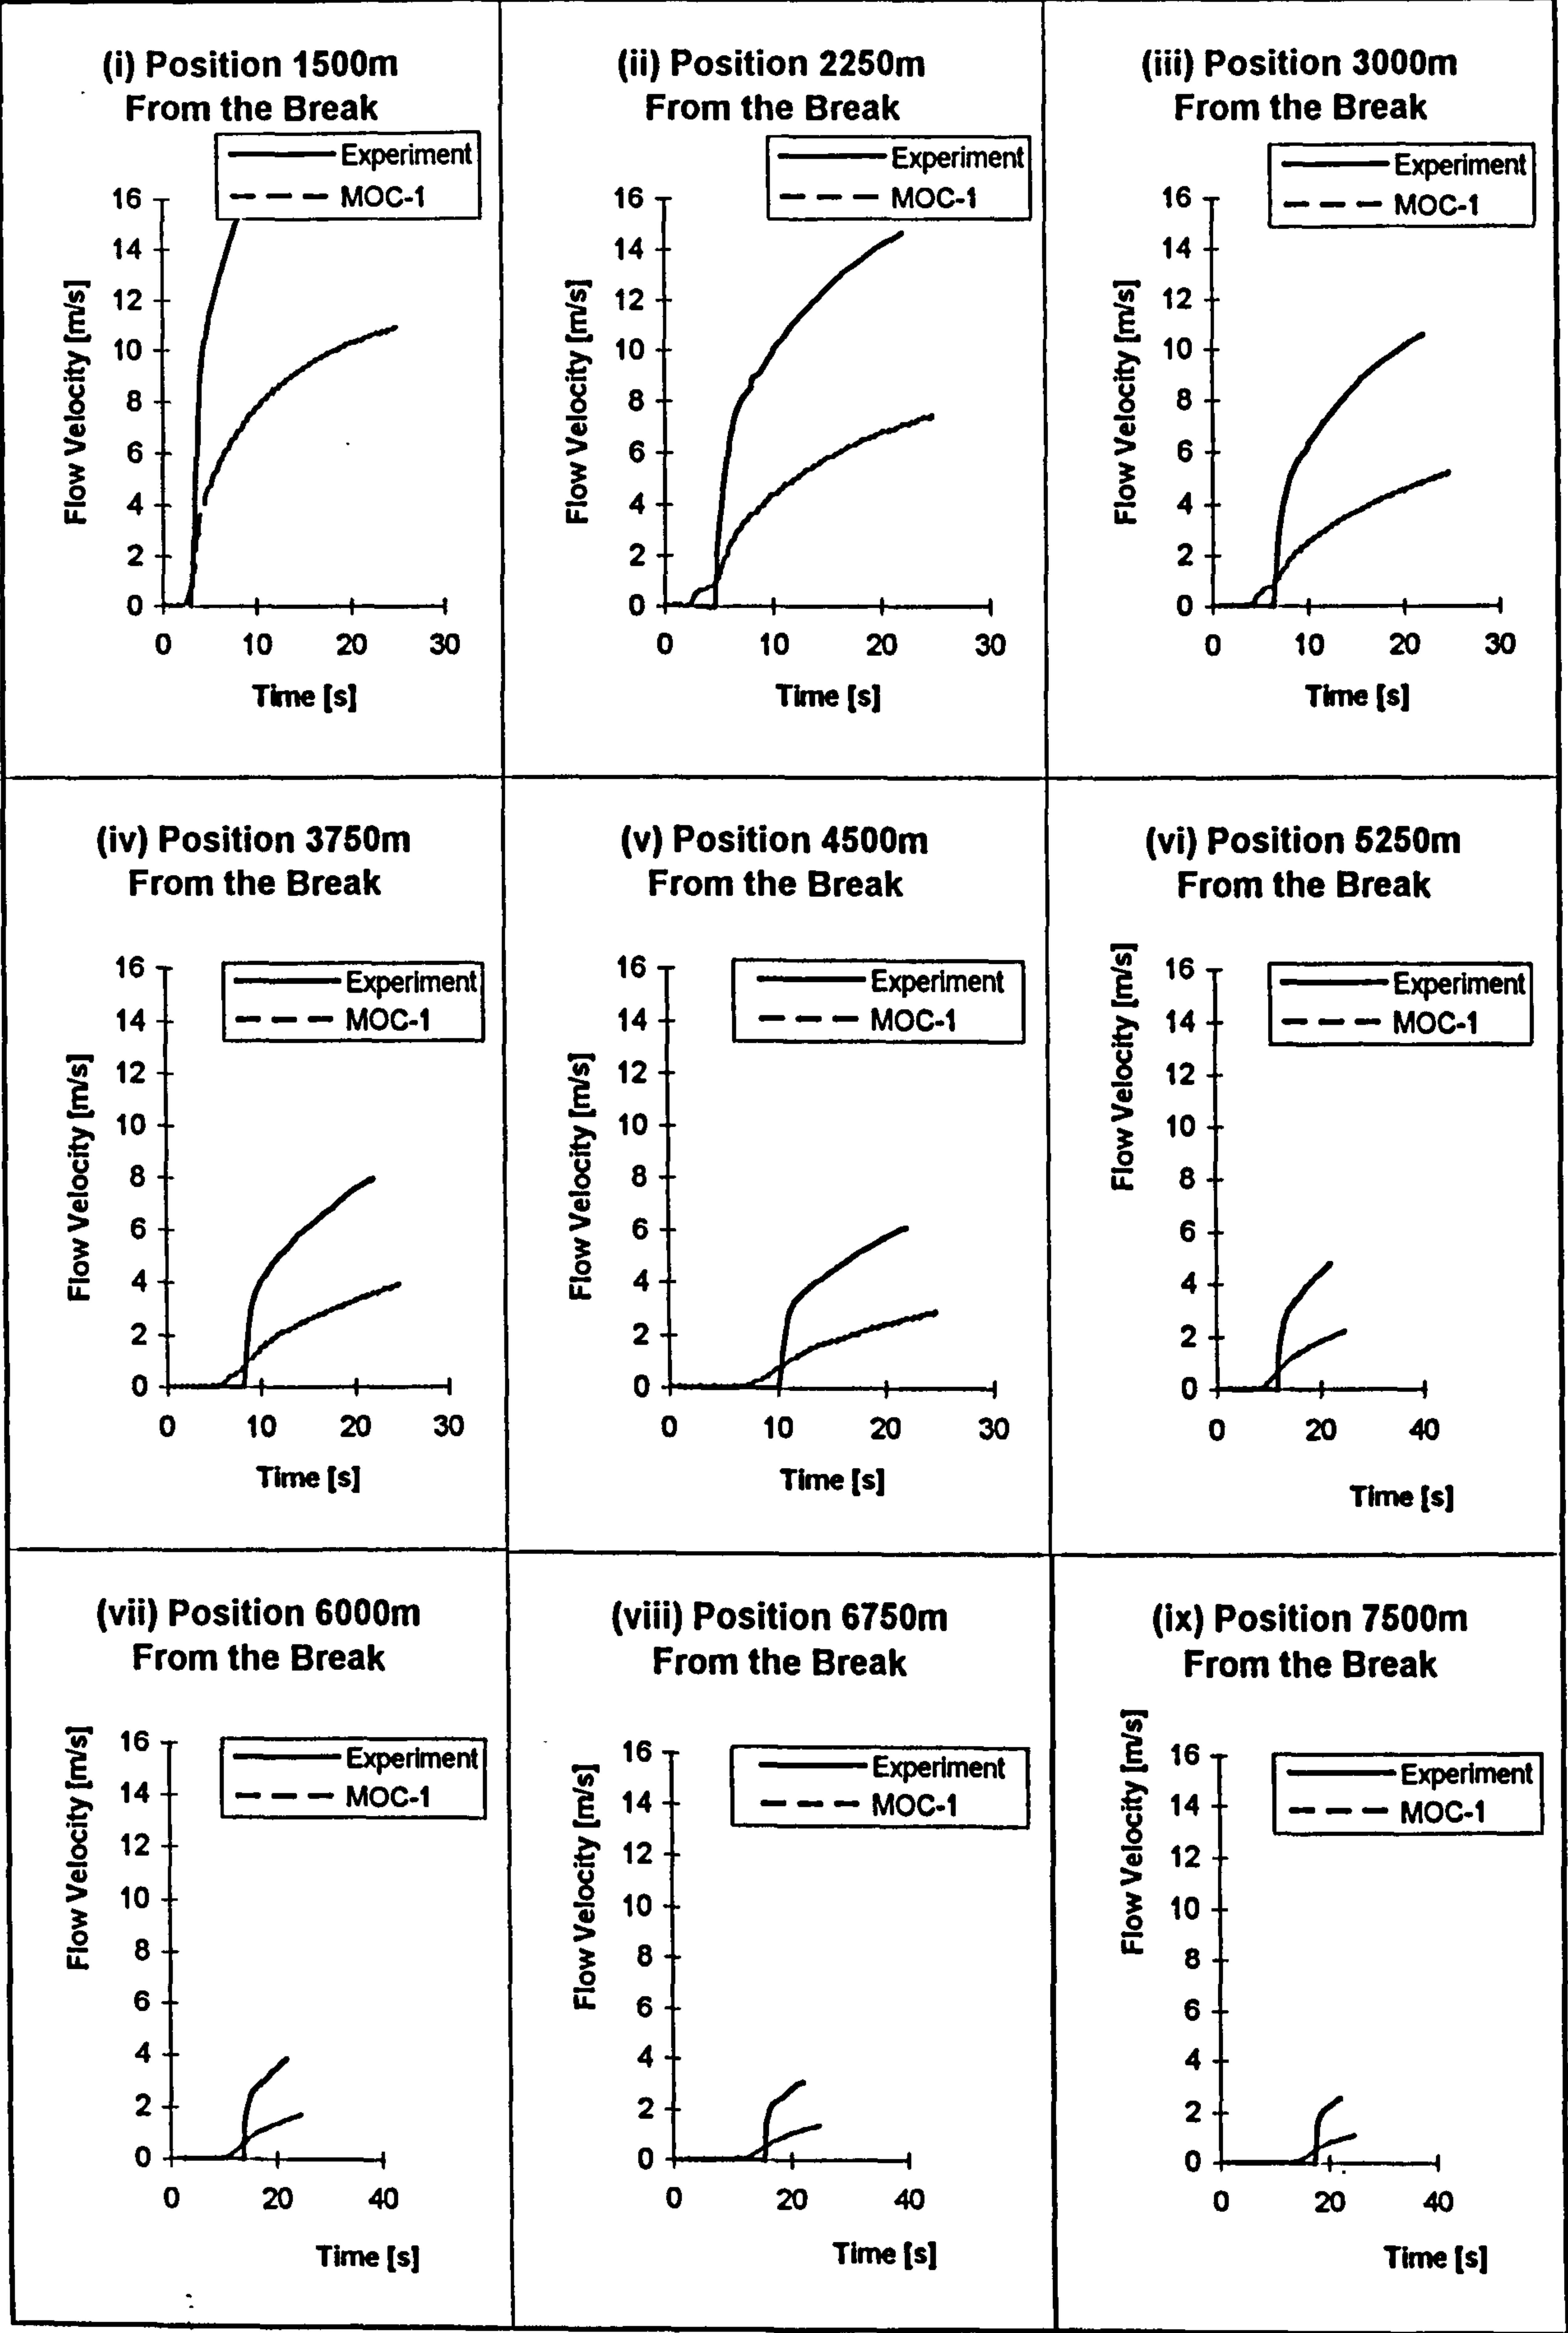 (i) Position 1500m
From the Break
Experiment
MOC-1
16
14
12
10
8
6
4
2
0
Flow Velocity [m/s]
0 10 20 30
Time [s]
(ii) Position 2250m
From the Break
Experiment
MOC-1
16
14
12
10
8
6
4
2
0
Flow Velocity [m/s]
0 10 20 30
Time [s]
(iii) Position 3000m
From the Break
Experiment
MOC-1
16
14
12
10
8
6
4
2
0
Flow Velocity [m/s]
0 10 20 30
Time [s]
(iv) Position 3750m
From the Break
Experiment
MOC-1
16
14
12
10
8
6
4
2
0
Flow Velocity [m/s]
0 10 20 30
Time [s]
(v) Position 4500m
From the Break
Experiment
MOC-1
16
14
12
10
8
6
4
2
0
Flow Velocity [m/s]
0 10 20 30
Time [s]
(vi) Position 5250m
From the Break
Experiment
MOC-1
16
14
12
10
8
6
4
2
0
Flow Velocity [m/s]
0 20 40
Time [s]
(vii) Position 6000m
From the Break
Experiment
MOC-1
16
14
12
10
8
6
4
2
0
Flow Velocity [m/s]
0 20 40
Time [s]
(viii) Position 6750m
From the Break
Experiment
MOC-1
16
14
12
10
8
6
4
2
0
Flow Velocity [m/s]
0 20 40
Time [s]
(ix) Position 7500m
From the Break
Experiment
MOC-1
16
14
12
10
8
6
4
2
0
Flow Velocity [m/s]
0 20 40
Time [s]